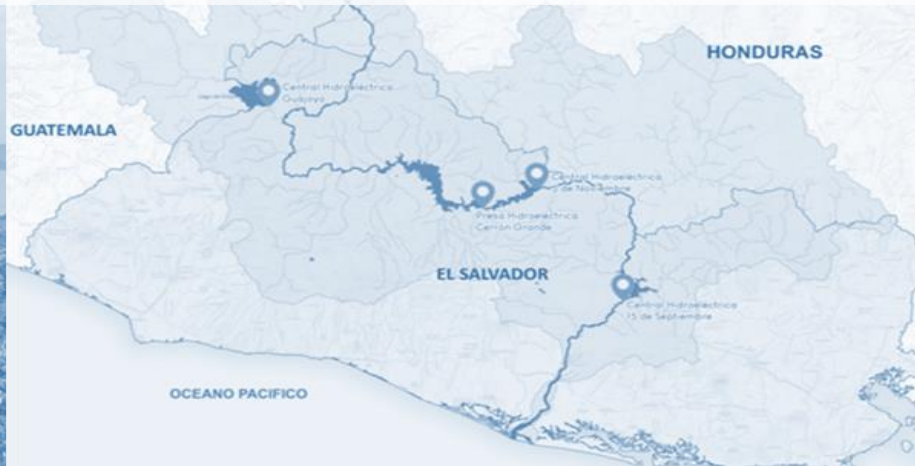 HONDURAS
Central Hidroeléctrica
GUATEMALA
Central Hidroeléctrica
5 de Noviembre
Presa Hidroeléctrica
Cerrón Grande
EL SALVADOR
Central Hidroeléctrica
15 de Septiembre
OCEANO PACIFICO